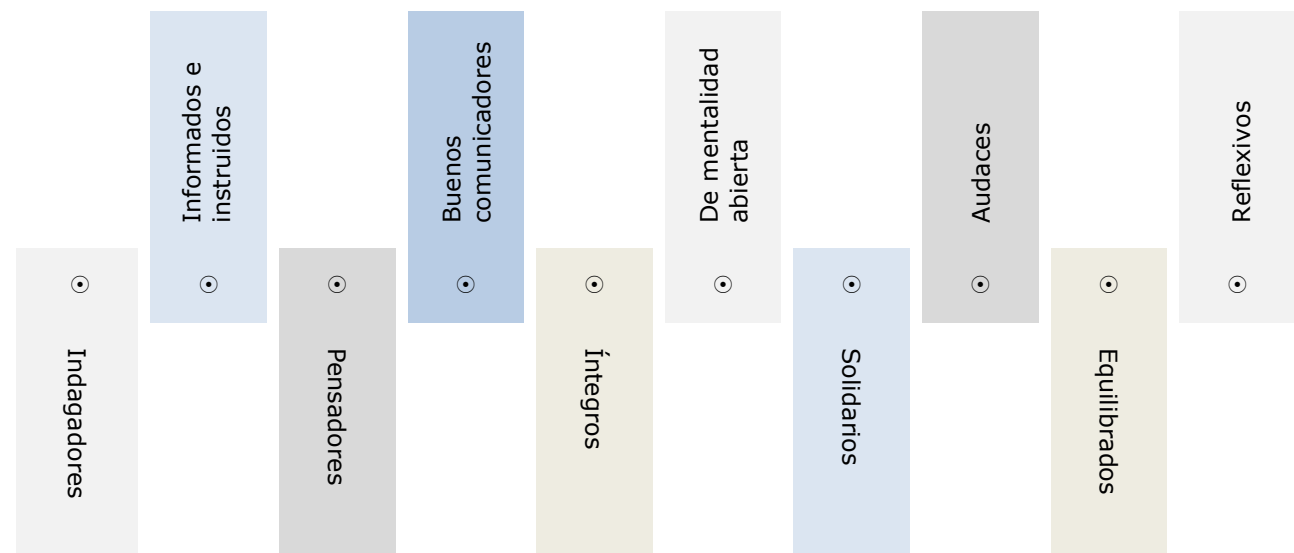 Indagadores
Informados e
instruidos
Pensadores
Buenos
comunicadores
Íntegros
De mentalidad
abierta
Solidarios
Audaces
Equilibrados
Reflexivos